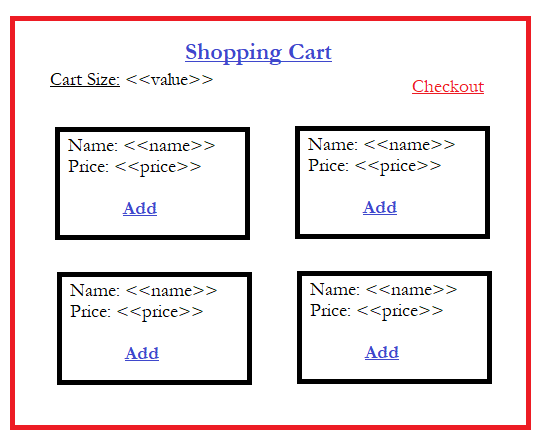 Shopping Cart
Cart Size: <<value>>
Checkout
Name: <<name>>
Price: <<price>>
Add
Name: <<name>>
Price: <<price>>
Add
Name: <<name>>
Price: <<price>>
Add
Name: <<name>>
Price: <<price>>
Add